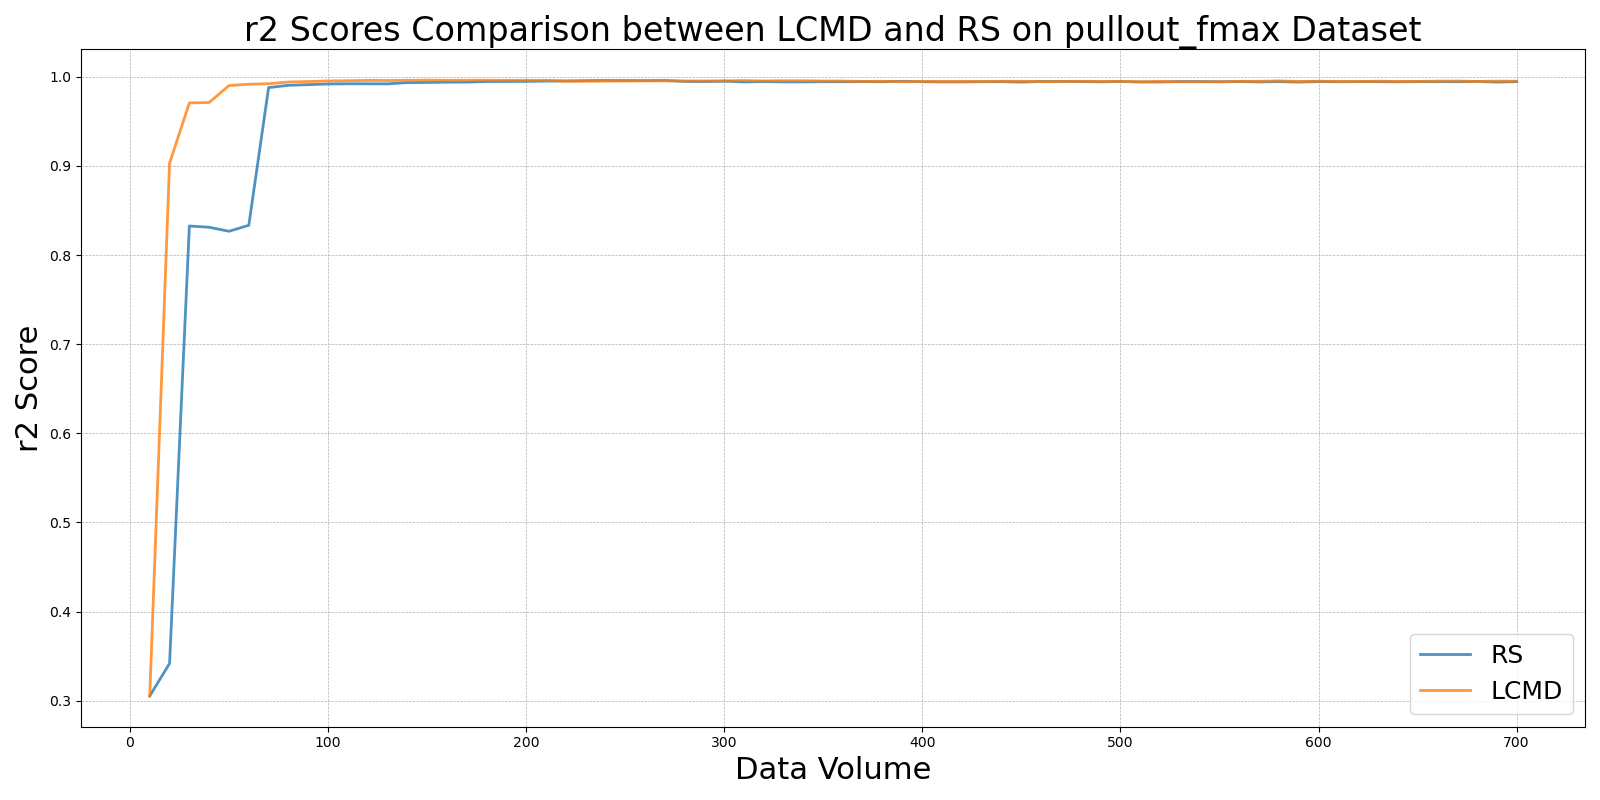 r2 Scores Comparison between LCMD and RS on pullout_fmax Dataset
1.0
0.9
0.8
0.7
0.6
0.5
0.4
0.3
r2 Score
RS
LCMD
0 100 200 300 400 500 600 700
Data Volume